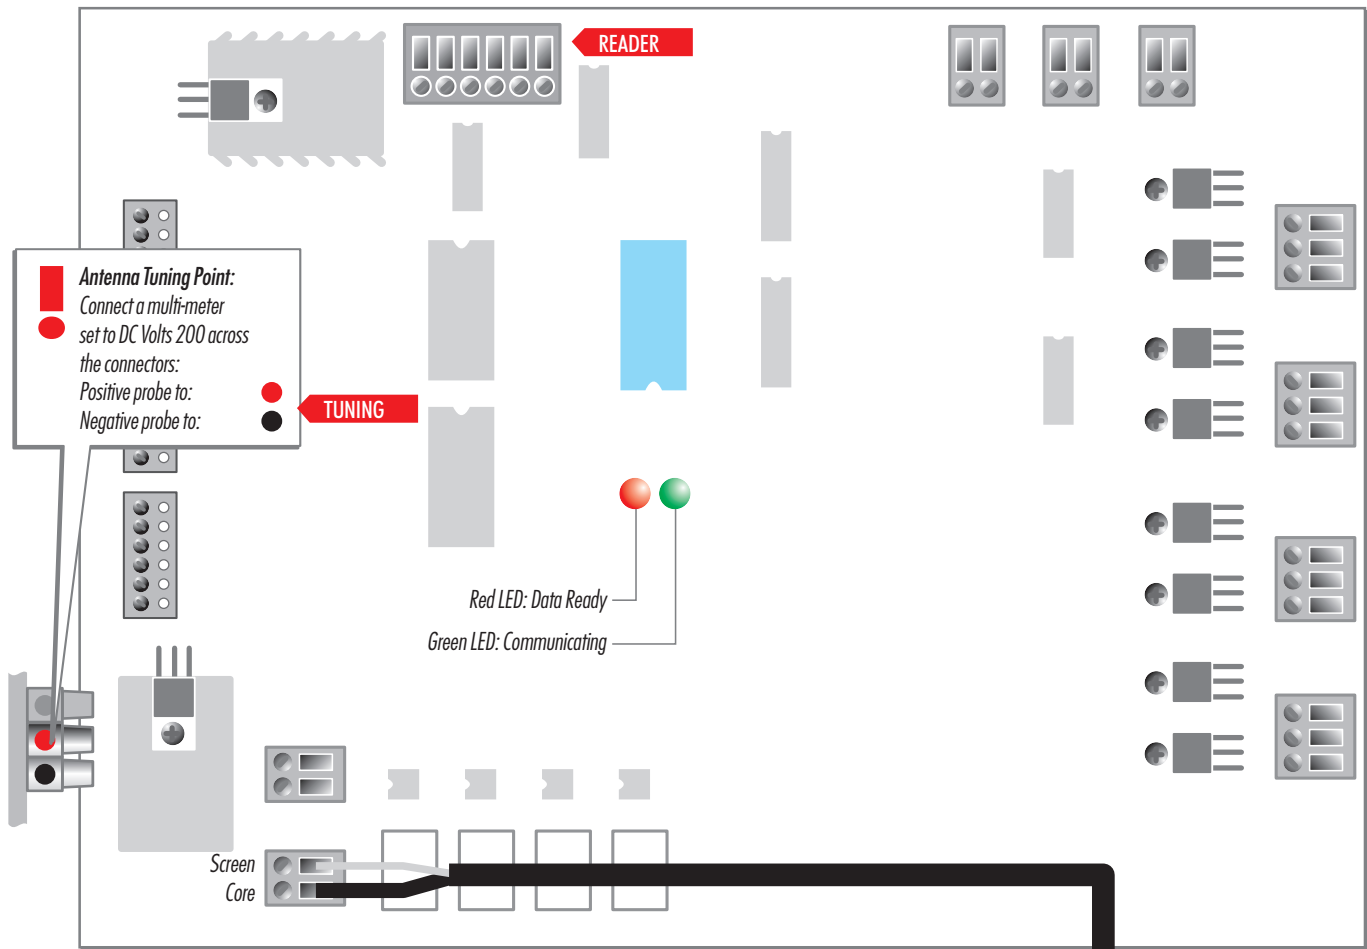 READER
Antenna Tuning Point:
Connect a multi-meter
set to DC Volts 200 across
the connectors:
Positive probe to:
Negative probe to:
TUNING
Red LED: Data Ready
Green LED: Communicating
Screen
Core